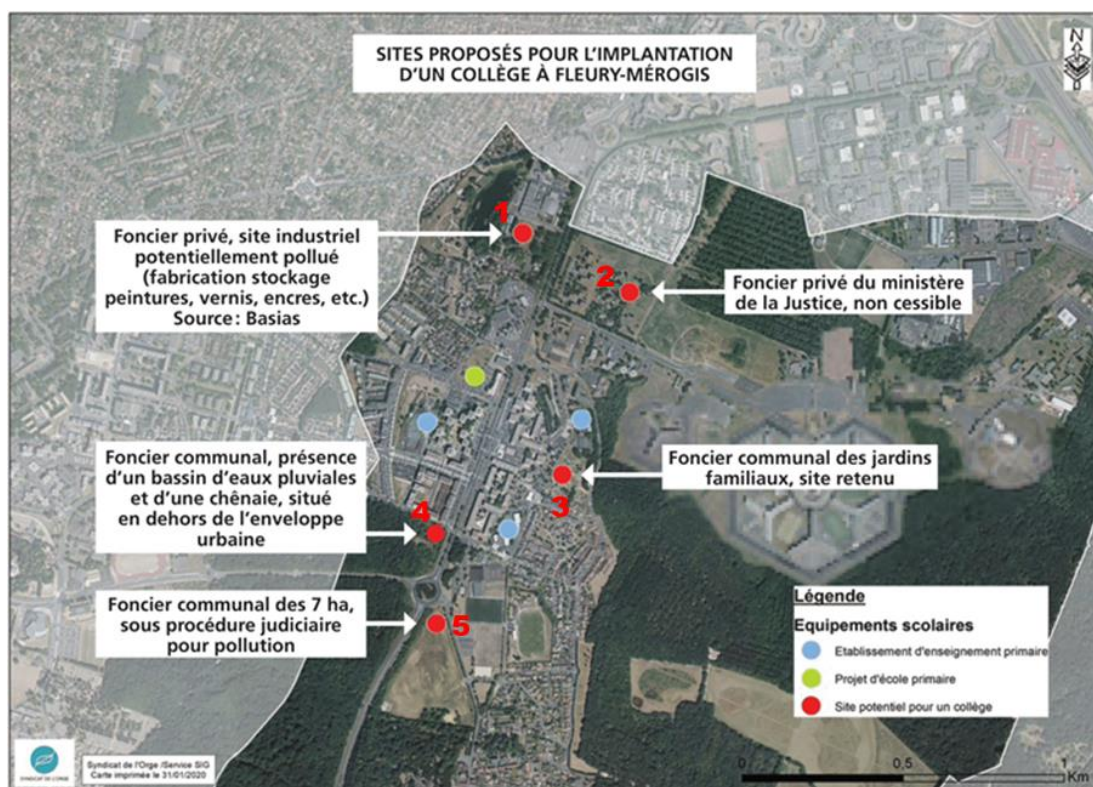 SITES PROPOSÉS POUR L'IMPLANTATION
D'UN COLLÈGE À FLEURY-MÉROGIS
N
1
Foncier privé, site industriel
potentiellement pollué
(fabrication stockage
peintures, vernis, encres, etc.)
Source : Basias
2
Foncier privé du ministère
de la Justice, non cessible
Foncier communal, présence
d'un bassin d'eaux pluviales
et d'une chênaie, situé
en dehors de l'enveloppe
urbaine
4
Foncier communal des jardins
familiaux, site retenu
3
Foncier communal des 7 ha,
sous procédure judiciaire
pour pollution
5
Légende
Equipements scolaires
Etablissement d'enseignement primaire
Projet d'école primaire
Site potentiel pour un collège
SYNDICAT DE L'ORGE
Syndicat de l'Orge /Service SIG
Carte imprimée le 31/01/2020
0 0,5 1
Km